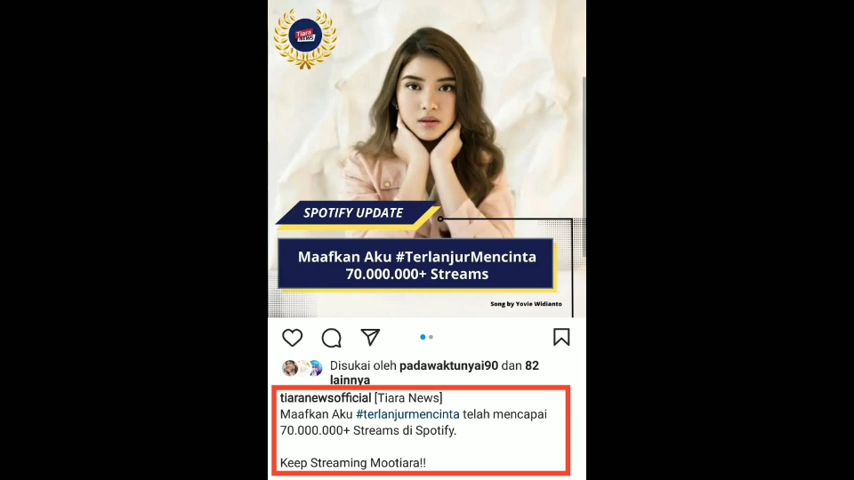 Tiara
NEWS
SPOTIFY UPDATE
Maafkan Aku #TerlanjurMencinta
70.000.000+ Streams
Song by Yovie Widianto
Disukai oleh padawaktunyai90 dan 82
lainnya
tiaranewsofficial [Tiara News]
Maafkan Aku #terlanjurmencinta telah mencapai
70.000.000+ Streams di Spotify.
Keep Streaming Mootiara!!